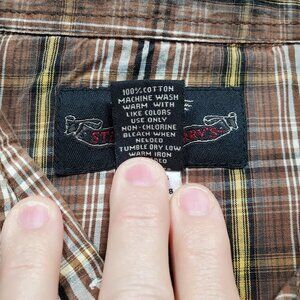 100% COTTON
MACHINE WASH
WARM WITH
LIKE COLORS
USE ONLY
NON-CHLORINE
BLEACH WHEN
NEEDED
TUMBLE DRY LOW
WARM IRON